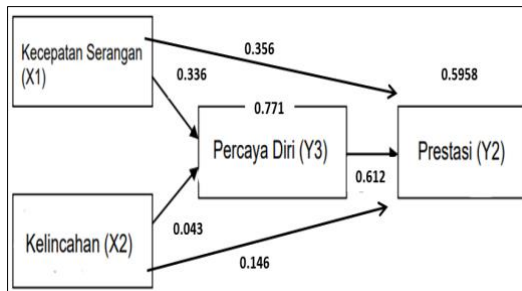 Kecepatan Serangan
(X1)
0.356
0.5958
0.336
0.771
Percaya Diri (Y3)
Prestasi (Y2)
0.612
0.043
Kelincahan (X2)
0.146